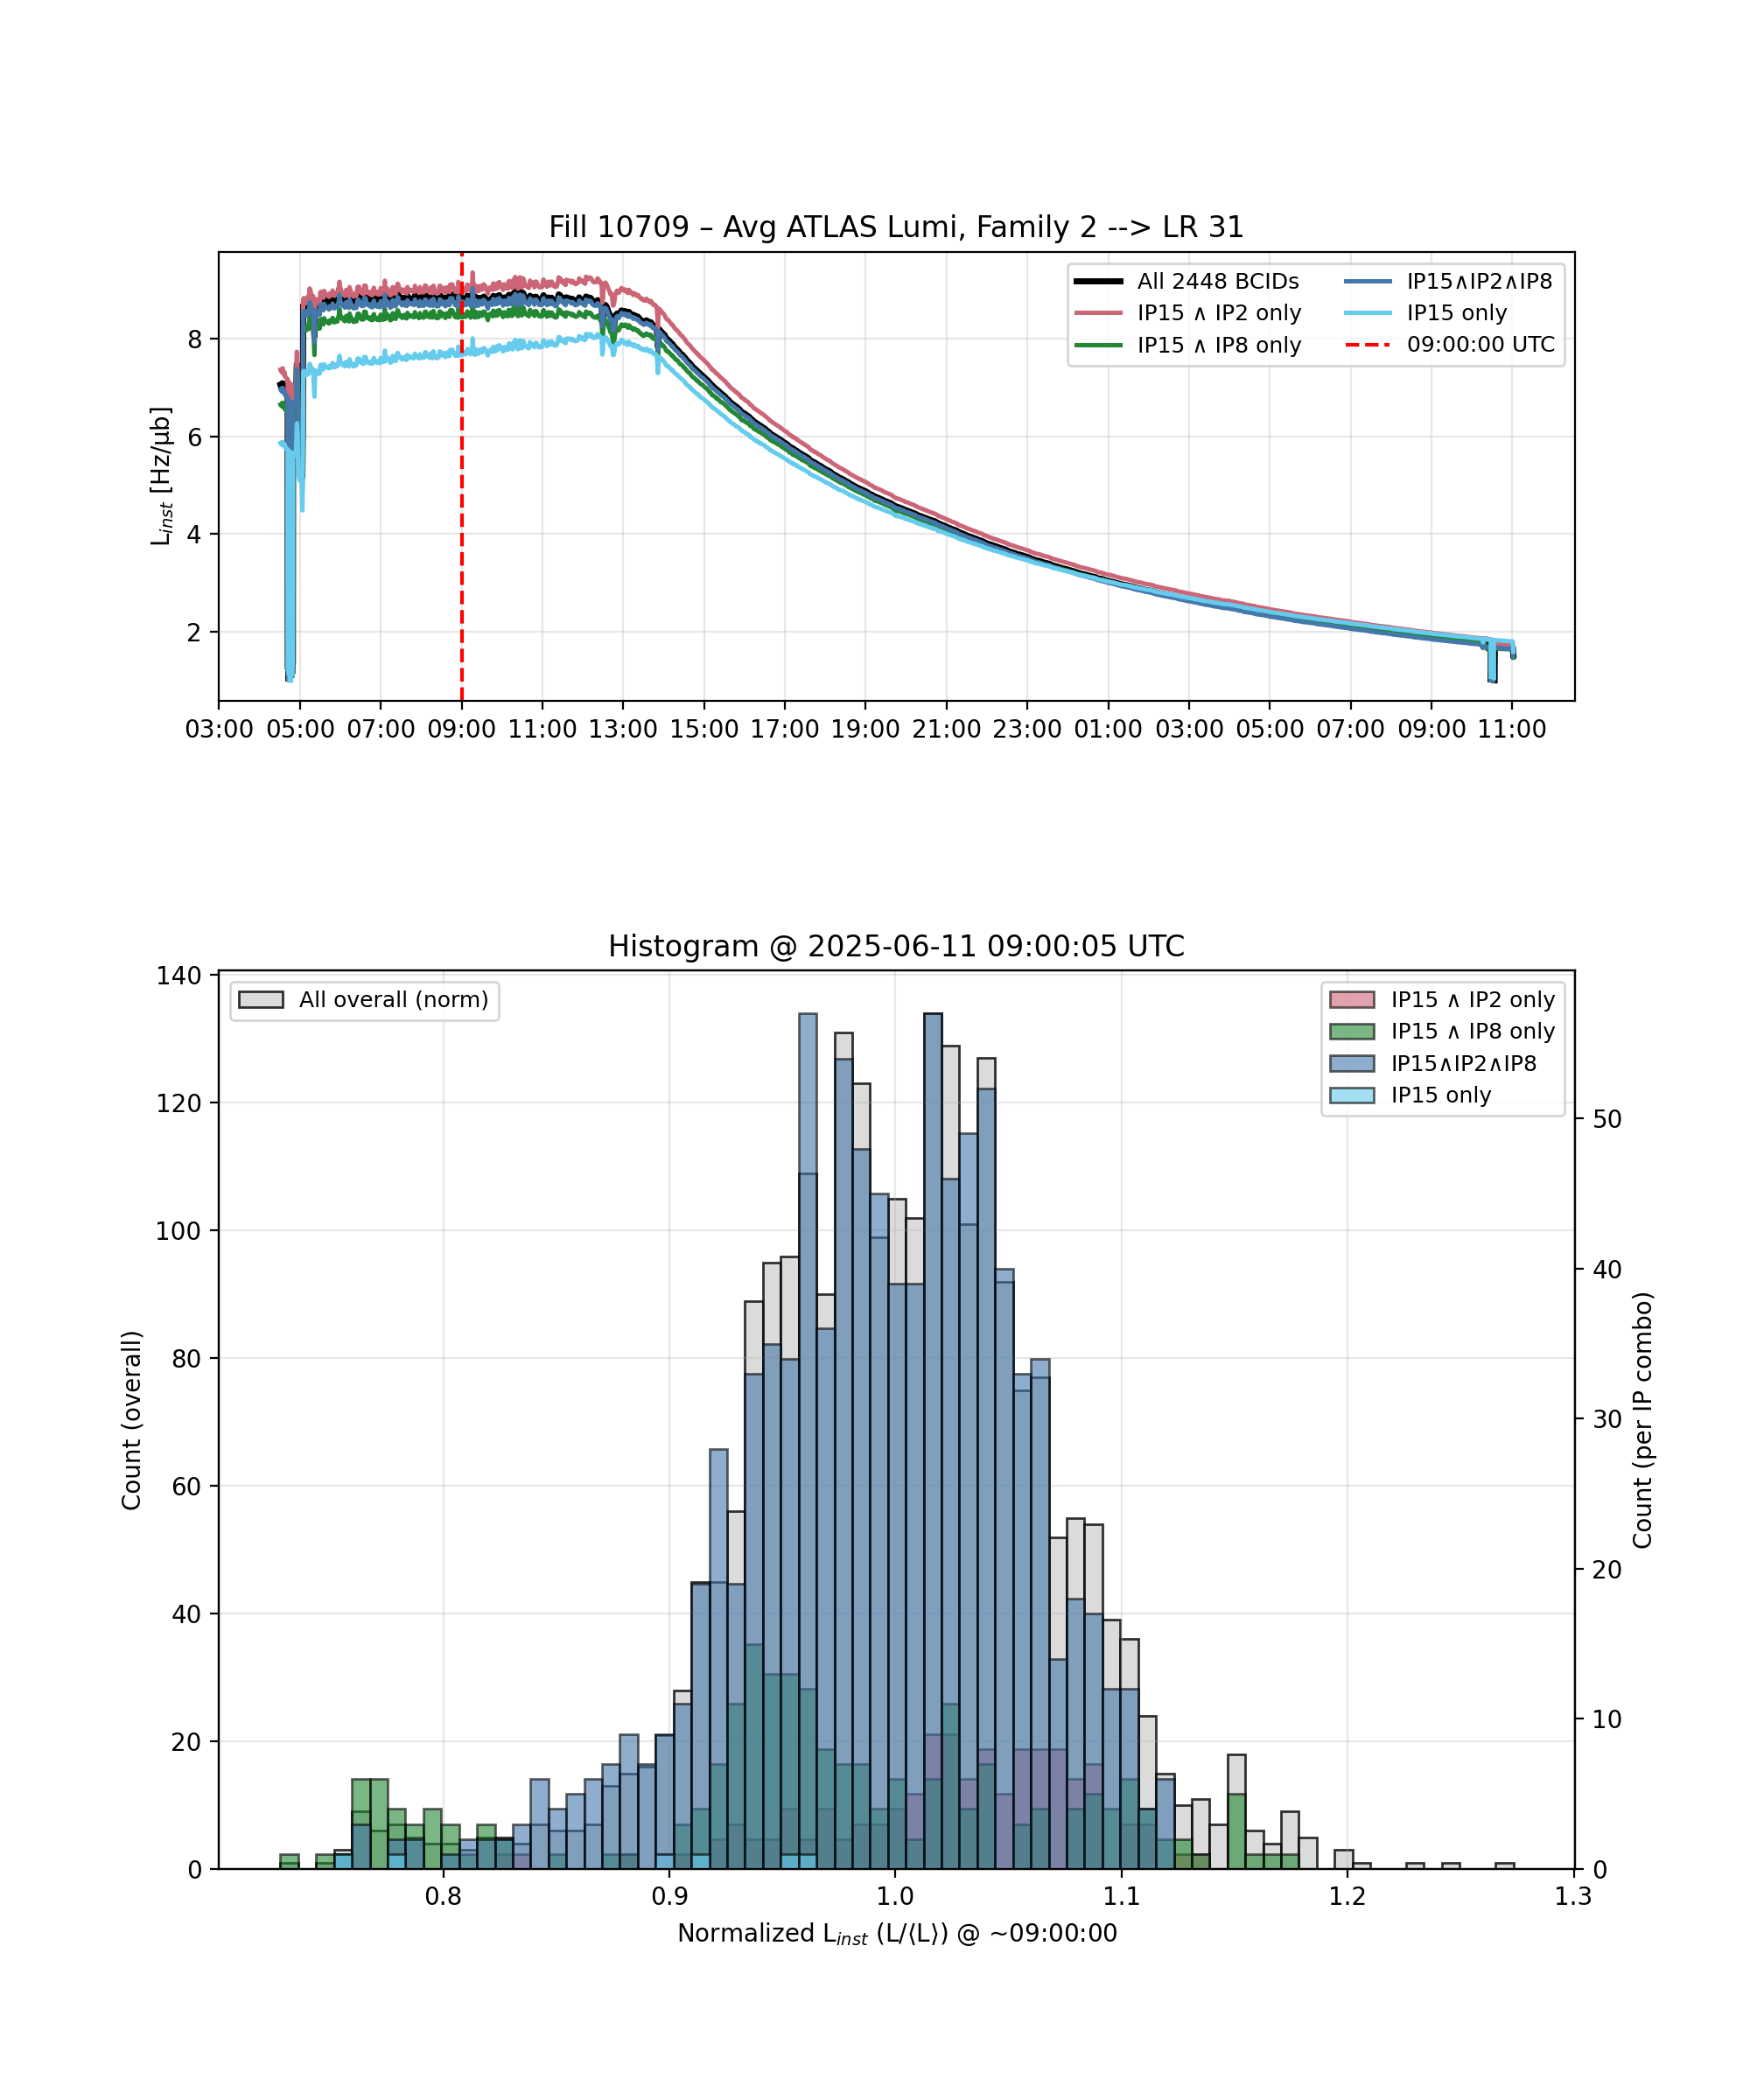 Fill 10709 – Avg ATLAS Lumi, Family 2 --> LR 31
All 2448 BCIDs
IP15 ∧ IP2 only
IP15 ∧ IP8 only
IP15∧IP2∧IP8
IP15 only
09:00:00 UTC
L_inst [Hz/μb]
8
6
4
2
03:00 05:00 07:00 09:00 11:00 13:00 15:00 17:00 19:00 21:00 23:00 01:00 03:00 05:00 07:00 09:00 11:00
Histogram @ 2025-06-11 09:00:05 UTC
All overall (norm)
IP15 ∧ IP2 only
IP15 ∧ IP8 only
IP15∧IP2∧IP8
IP15 only
Count (overall)
140
120
100
80
60
40
20
0
Count (per IP combo)
50
40
30
20
10
0
0.8 0.9 1.0 1.1 1.2 1.3
Normalized L_inst (L/⟨L⟩) @ ~09:00:00